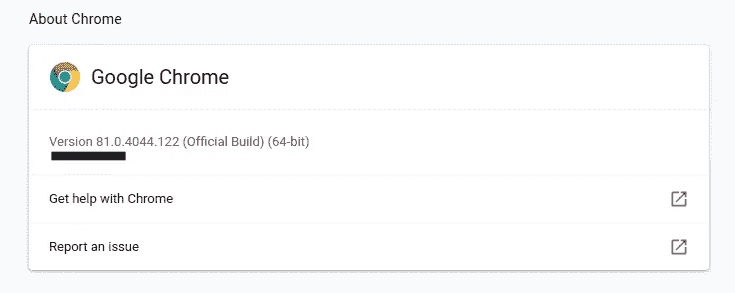 About Chrome
Google Chrome
Version 81.0.4044.122 (Official Build) (64-bit)
Get help with Chrome
Report an issue